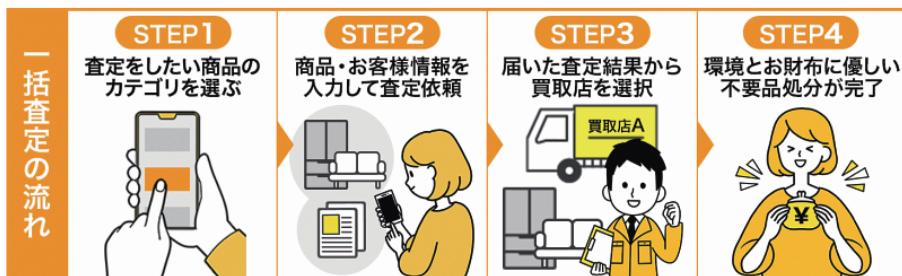 一括査定の流れ
STEP1
査定をしたい商品の
カテゴリを選ぶ
STEP2
商品・お客様情報を
入力して査定依頼
STEP3
届いた査定結果から
買取店を選択
買取店A
STEP4
環境とお財布に優しい
不要品処分が完了
¥